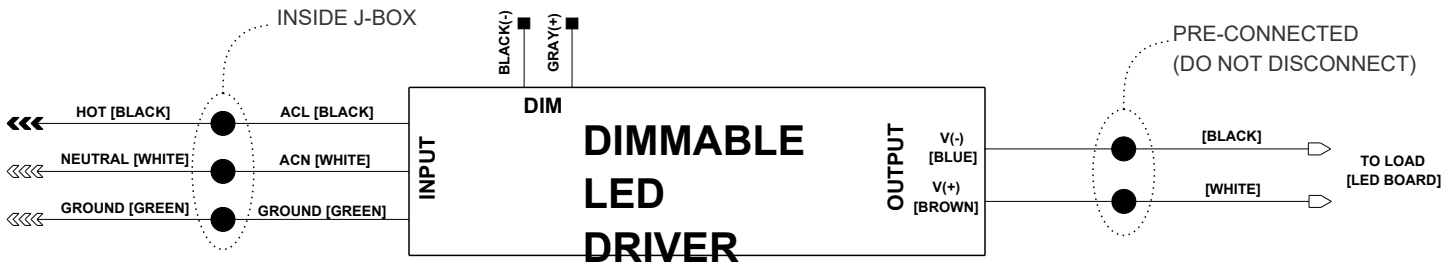 INSIDE J-BOX
BLACK(-)
GRAY(+)
PRE-CONNECTED
(DO NOT DISCONNECT)
HOT [BLACK]
ACL [BLACK]
NEUTRAL [WHITE]
ACN [WHITE]
GROUND [GREEN]
GROUND [GREEN]
INPUT
DIM
DIMMABLE
LED
DRIVER
OUTPUT
V(-)
[BLUE]
V(+)
[BROWN]
[BLACK]
[WHITE]
TO LOAD
[LED BOARD]